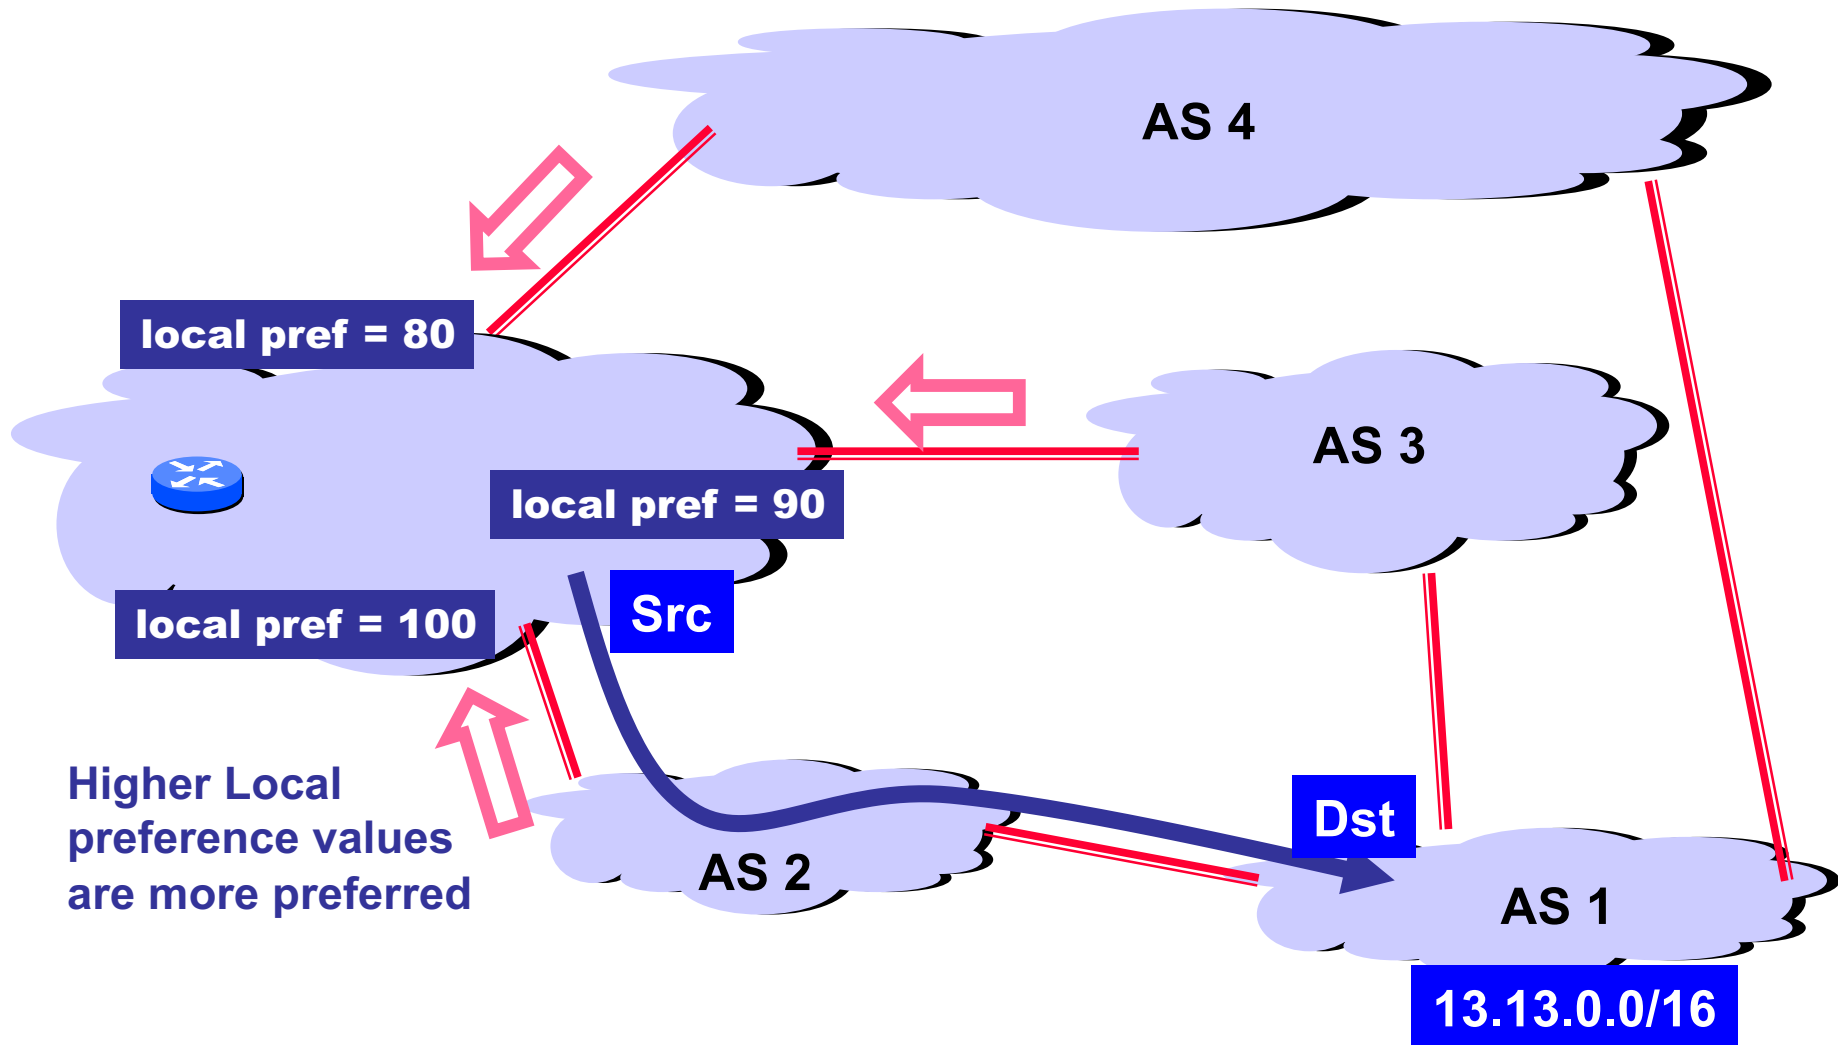 AS 4
local pref = 80
AS 3
local pref = 90
local pref = 100
Src
Higher Local
preference values
are more preferred
Dst
AS 2
AS 1
13.13.0.0/16